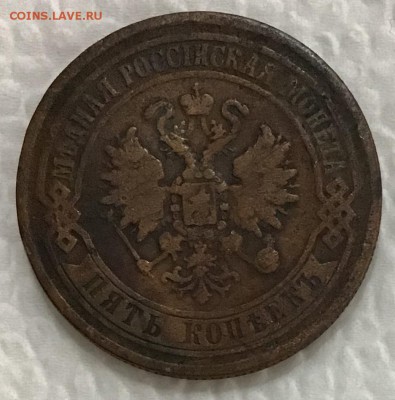 COINS.LAVE.RU
МѢДНАЯ РОССІЙСКАЯ МОНЕТА
ПЯТЬ КОПѢЕКЪ